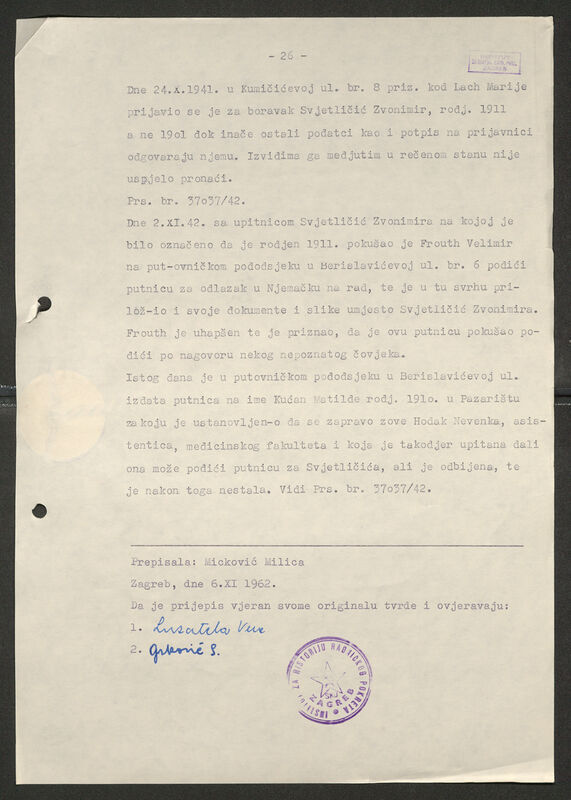 - 26 -
Dne 24.X.1941. u Kumičićevoj ul. br. 8 priz. kod Lach Marije
prijavio se je za boravak Svjetličić Zvonimir, rodj. 1911
a ne 19o1 dok inače ostali podatci kao i potpis na prijavnici
odgovaraju njemu. Izvidima ga medjutim u rečenom stanu nije
uspjelo pronaći.
Prs. br. 37o37/42.
Dne 2.XI.42. sa upitnicom Svjetličić Zvonimira na kojoj je
bilo označeno da je rodjen 1911. pokušao je Frouth Velimir
na put-ovničkom pododsjeku u Berislavićevoj ul. br. 6 podići
putnicu za odlazak u Njemačku na rad, te je u tu svrhu pri-
lož-io i svoje dokumente i slike umjesto Svjetličić Zvonimira.
Frouth je uhapšen te je priznao, da je ovu putnicu pokušao po-
dići po nagovoru nekog nepoznatog čovjeka.
Istog dana je u putovničkom pododsjeku u Berislavićevoj ul.
izdata putnica na ime Kućan Matilde rodj. 191o. u Pazarištu
za koju je ustanovljen-o da se zapravo zove Hodak Nevenka, asis-
tentica, medicinskog fakulteta i koja je takodjer upitana dali
ona može podići putnicu za Svjetličića, ali je odbijena, te
je nakon toga nestala. Vidi Prs. br. 37o37/42.
Prepisala: Micković Milica
Zagreb, dne 6.XI 1962.
Da je prijepis vjeran svome originalu tvrde i ovjeravaju:
1.
2. Grković S.
INSTITUT ZA HISTORIJU RADNIČKOG POKRETA
ZAGREB